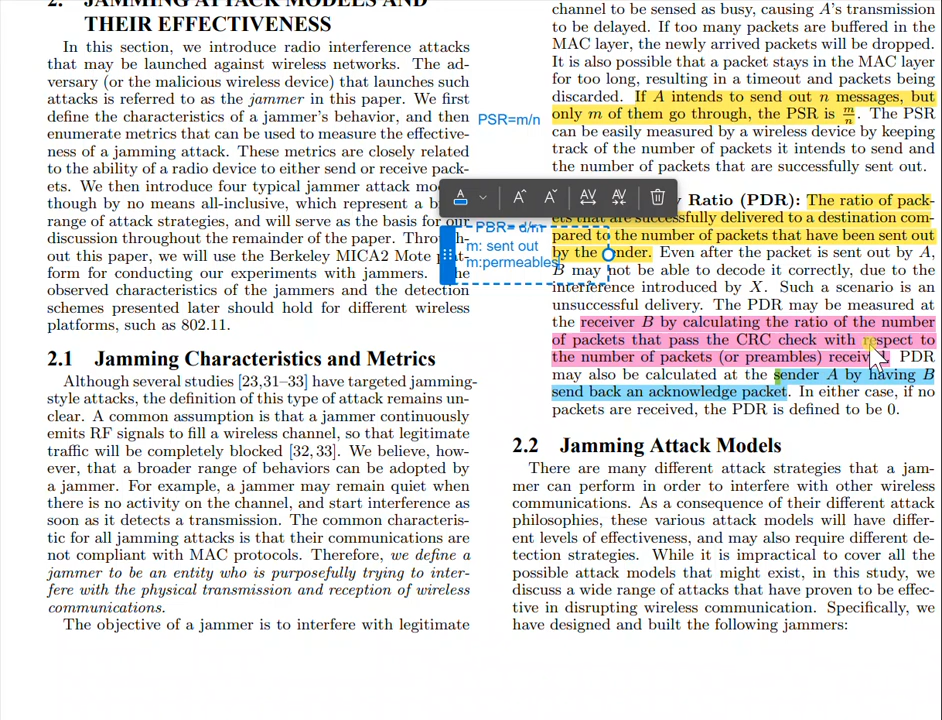 2. JAMMING ATTACK MODELS AND
THEIR EFFECTIVENESS
In this section, we introduce radio interference attacks
that may be launched against wireless networks. The ad-
versary (or the malicious wireless device) that launches such
attacks is referred to as the jammer in this paper. We first
define the characteristics of a jammer's behavior, and then
enumerate metrics that can be used to measure the effective-
ness of a jamming attack. These metrics are closely related
to the ability of a radio device to either send or receive pack-
ets. We then introduce four typical jammer attack mo
though by no means all-inclusive, which represent a b
range of attack strategies, and will serve as the basis for our
discussion throughout the remainder of the paper. Throu h-
out this paper, we will use the Berkeley MICA2 Mote lat-
form for conducting our experiments with jammers. he
observed characteristics of the jammers and the detection
schemes presented later should hold for different wireless
platforms, such as 802.11.
2.1 Jamming Characteristics and Metrics
Although several studies [23,31–33] have targeted jamming-
style attacks, the definition of this type of attack remains un-
clear. A common assumption is that a jammer continuously
emits RF signals to fill a wireless channel, so that legitimate
traffic will be completely blocked [32,33]. We believe, how-
ever, that a broader range of behaviors can be adopted by
a jammer. For example, a jammer may remain quiet when
there is no activity on the channel, and start interference as
soon as it detects a transmission. The common characteris-
tic for all jamming attacks is that their communications are
not compliant with MAC protocols. Therefore, we define a
jammer to be an entity who is purposefully trying to inter-
fere with the physical transmission and reception of wireless
communications.
The objective of a jammer is to interfere with legitimate
PSR=m/n
PBR= d/m
m: sent out
m:permeables
channel to be sensed as busy, causing A's transmission
to be delayed. If too many packets are buffered in the
MAC layer, the newly arrived packets will be dropped.
It is also possible that a packet stays in the MAC layer
for too long, resulting in a timeout and packets being
discarded. If A intends to send out n messages, but
only m of them go through, the PSR is m/n. The PSR
can be easily measured by a wireless device by keeping
track of the number of packets it intends to send and
the number of packets that are successfully sent out.
y Ratio (PDR): The ratio of pack-
ets that are successfully delivered to a destination com-
pared to the number of packets that have been sent out
by the sender. Even after the packet is sent out by A,
B may not be able to decode it correctly, due to the
interference introduced by X. Such a scenario is an
unsuccessful delivery. The PDR may be measured at
the receiver B by calculating the ratio of the number
of packets that pass the CRC check with respect to
the number of packets (or preambles) received. PDR
may also be calculated at the sender A by having B
send back an acknowledge packet. In either case, if no
packets are received, the PDR is defined to be 0.
2.2 Jamming Attack Models
There are many different attack strategies that a jam-
mer can perform in order to interfere with other wireless
communications. As a consequence of their different attack
philosophies, these various attack models will have differ-
ent levels of effectiveness, and may also require different de-
tection strategies. While it is impractical to cover all the
possible attack models that might exist, in this study, we
discuss a wide range of attacks that have proven to be effec-
tive in disrupting wireless communication. Specifically, we
have designed and built the following jammers: